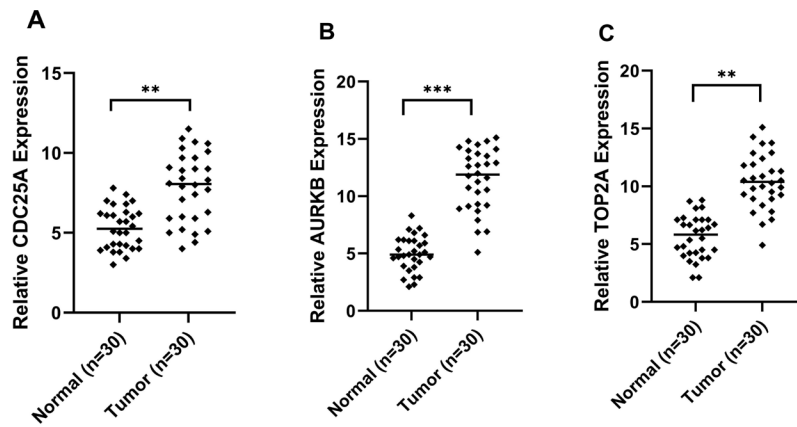 A
Relative CDC25A Expression
15
10
5
0
**
Normal (n=30)
Tumor (n=30)
B
Relative AURKB Expression
20
15
10
5
0
***
Normal (n=30)
Tumor (n=30)
C
Relative TOP2A Expression
20
15
10
5
0
**
Normal (n=30)
Tumor (n=30)